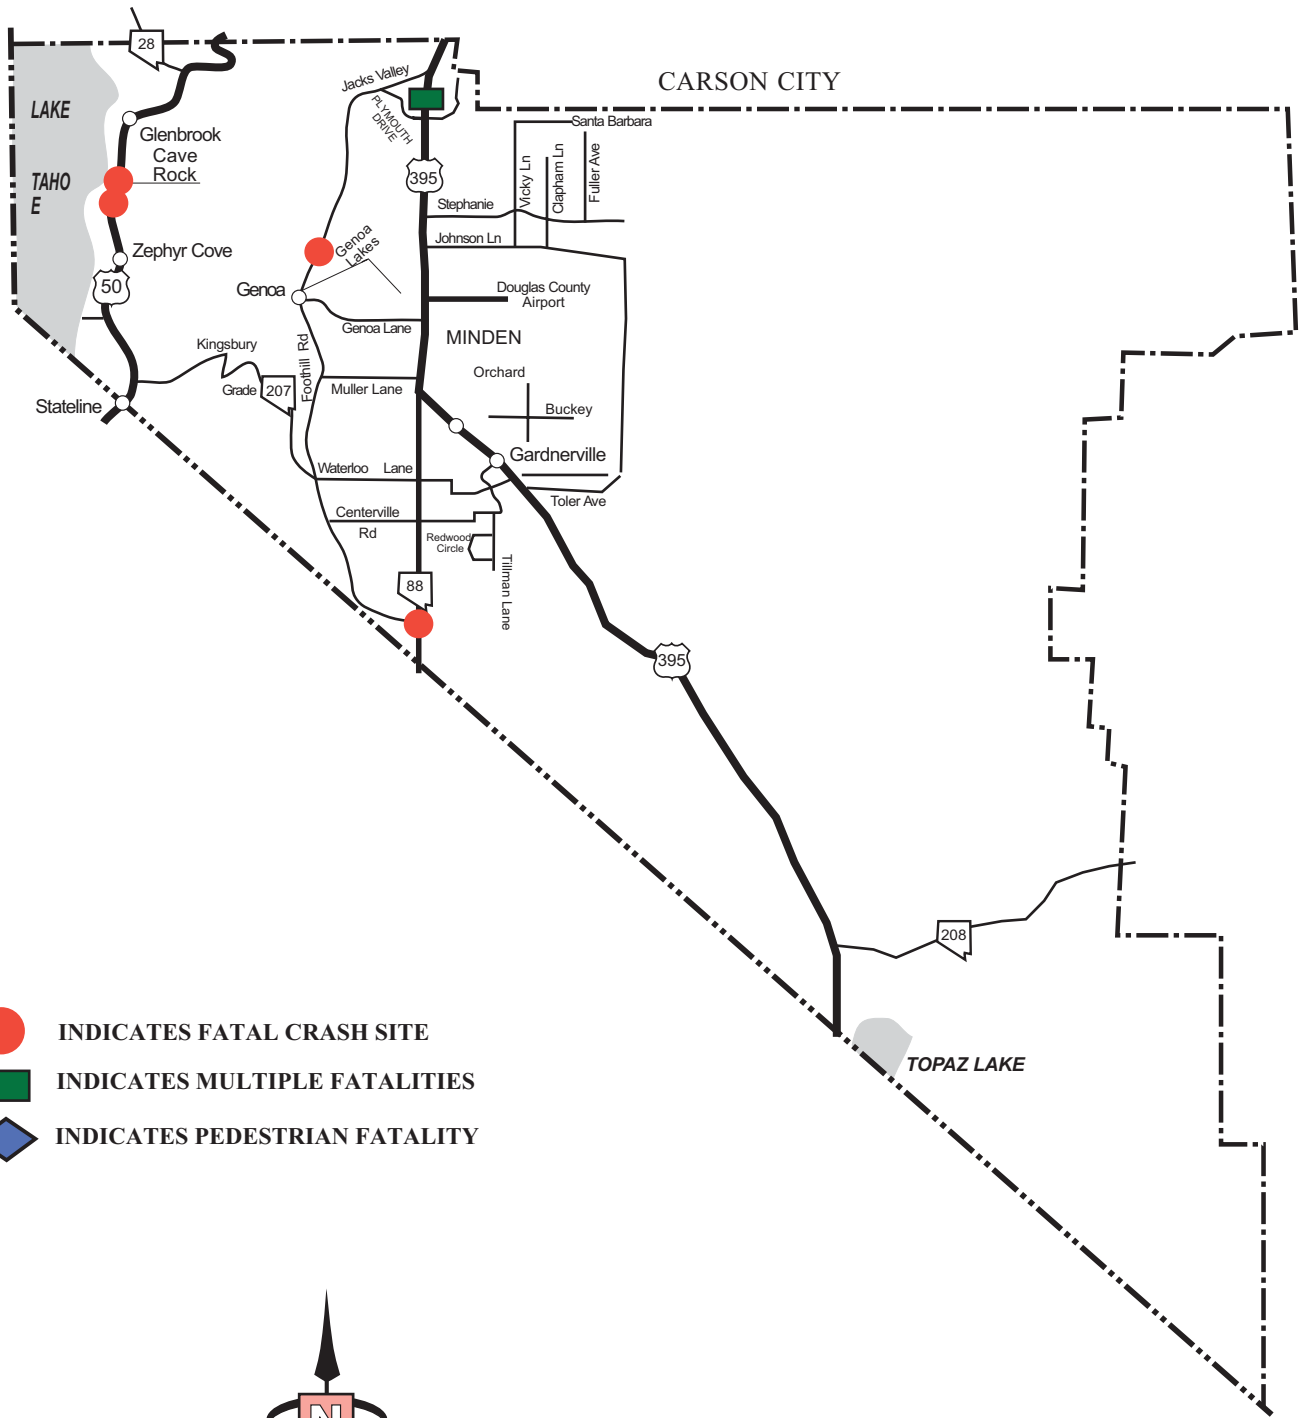 28
CARSON CITY
Jacks Valley
PLYMOUTH
DRIVE
LAKE
TAHO
E
Glenbrook
Cave
Rock
395
Santa Barbara
Vicky Ln
Clapham Ln
Fuller Ave
Stephanie
Johnson Ln
Zephyr Cove
Genoa
Lakes
50
Genoa
Douglas County
Airport
Genoa Lane
MINDEN
Kingsbury
Foothill Rd
Grade
207
Muller Lane
Orchard
Buckey
Stateline
Gardnerville
Waterloo Lane
Toler Ave
Centerville
Rd
Redwood
Circle
Tillman Lane
88
395
208
TOPAZ LAKE
INDICATES FATAL CRASH SITE
INDICATES MULTIPLE FATALITIES
INDICATES PEDESTRIAN FATALITY
N